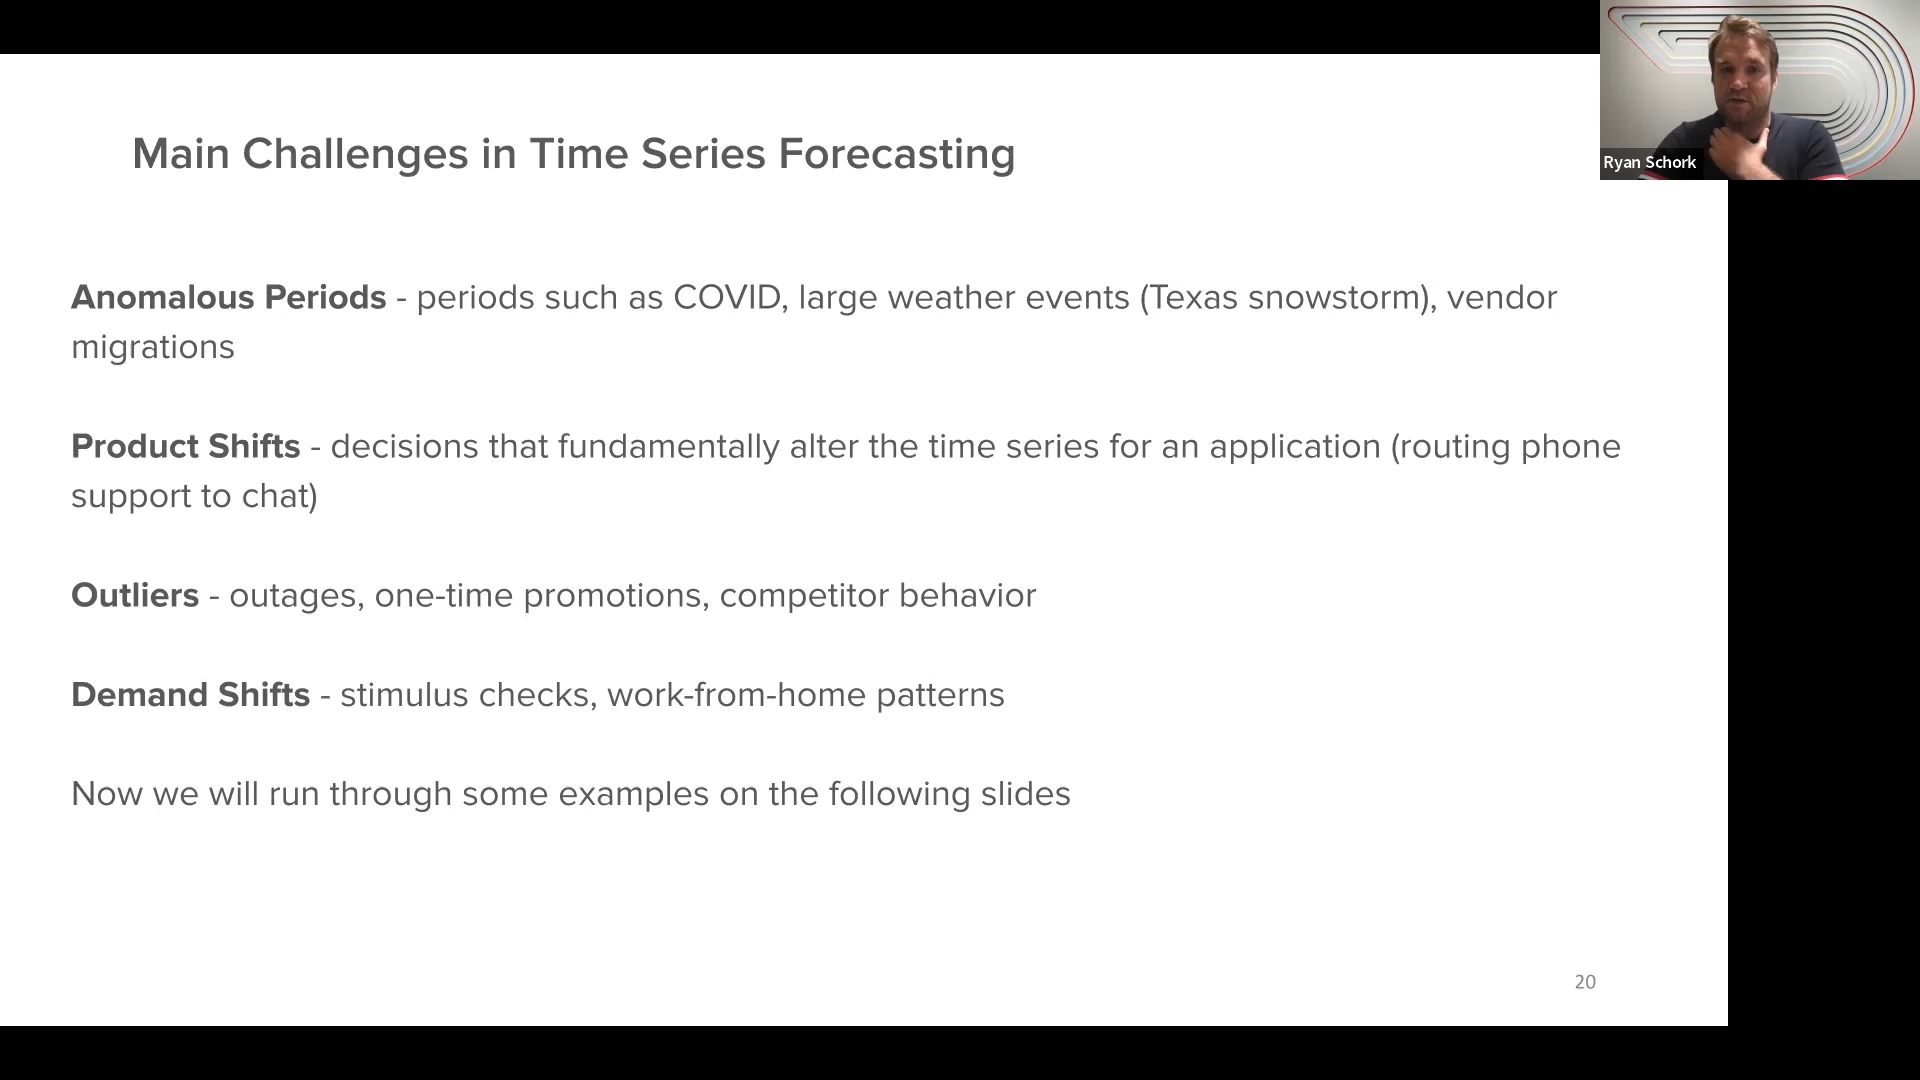 Ryan Schork
Main Challenges in Time Series Forecasting
Anomalous Periods - periods such as COVID, large weather events (Texas snowstorm), vendor
migrations
Product Shifts - decisions that fundamentally alter the time series for an application (routing phone
support to chat)
Outliers - outages, one-time promotions, competitor behavior
Demand Shifts - stimulus checks, work-from-home patterns
Now we will run through some examples on the following slides
20